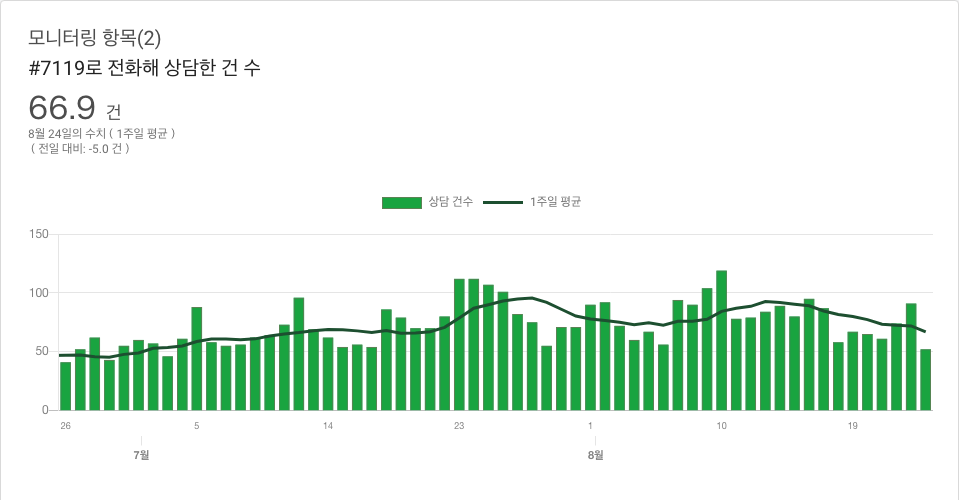 모니터링 항목(2)
#7119로 전화해 상담한 건 수
66.9 건
8월 24일의 수치 ( 1주일 평균 )
( 전일 대비: -5.0 건 )
상담 건수 1주일 평균
150
100
50
0
26 5 14 23 1 10 19
7월 8월